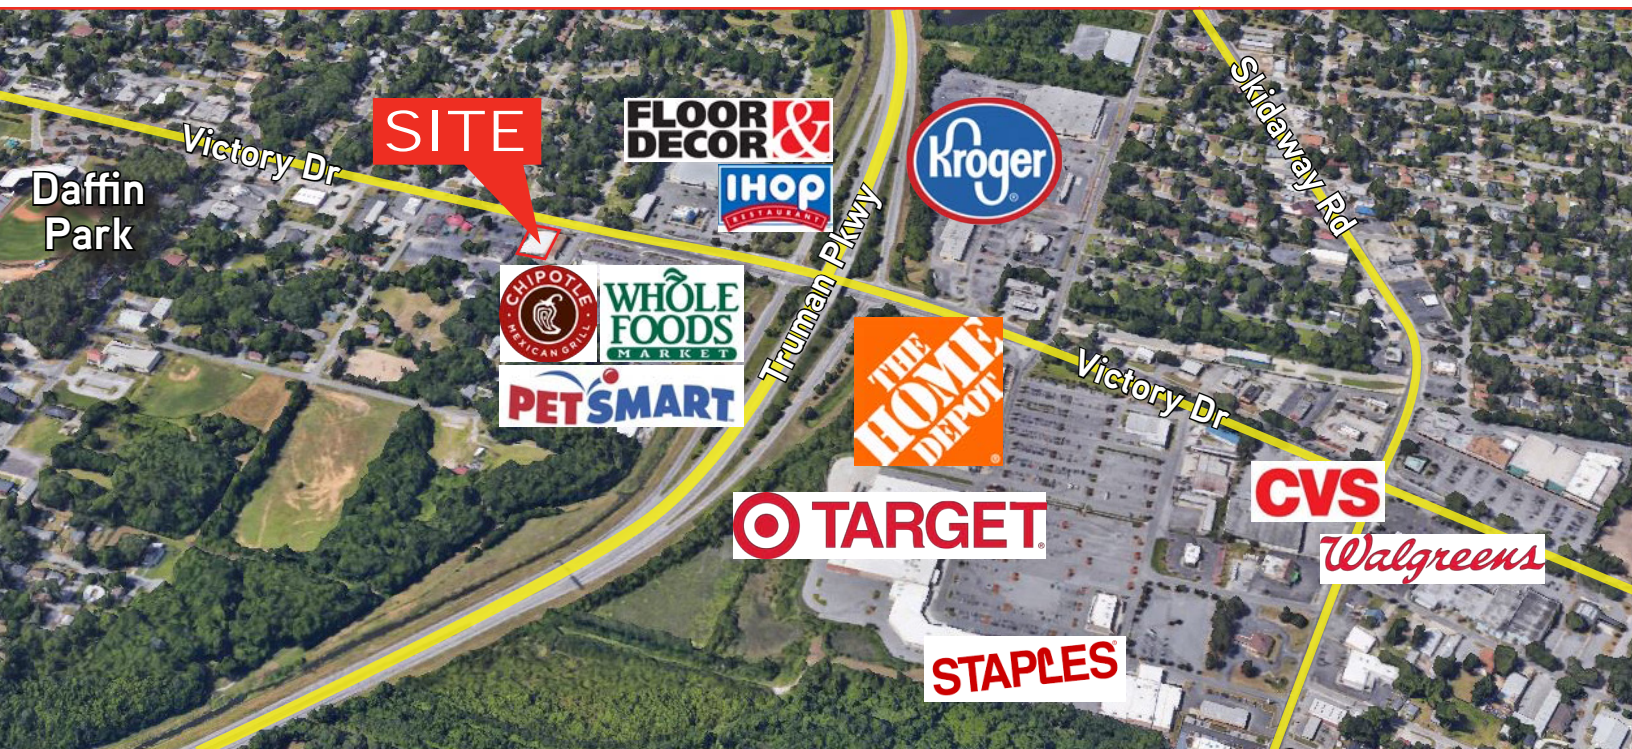 Victory Dr
SITE
Daffin
Park
FLOOR
&
DECOR
IHOP
RESTAURANT
Kroger
®
Skidaway Rd
Truman Pkwy
CHIPOTLE
MEXICAN GRILL
WHOLE
FOODS
MARKET
PETSMART
THE
HOME
DEPOT
®
Victory Dr
TARGET
®
CVS
Walgreens
STAPLES
®